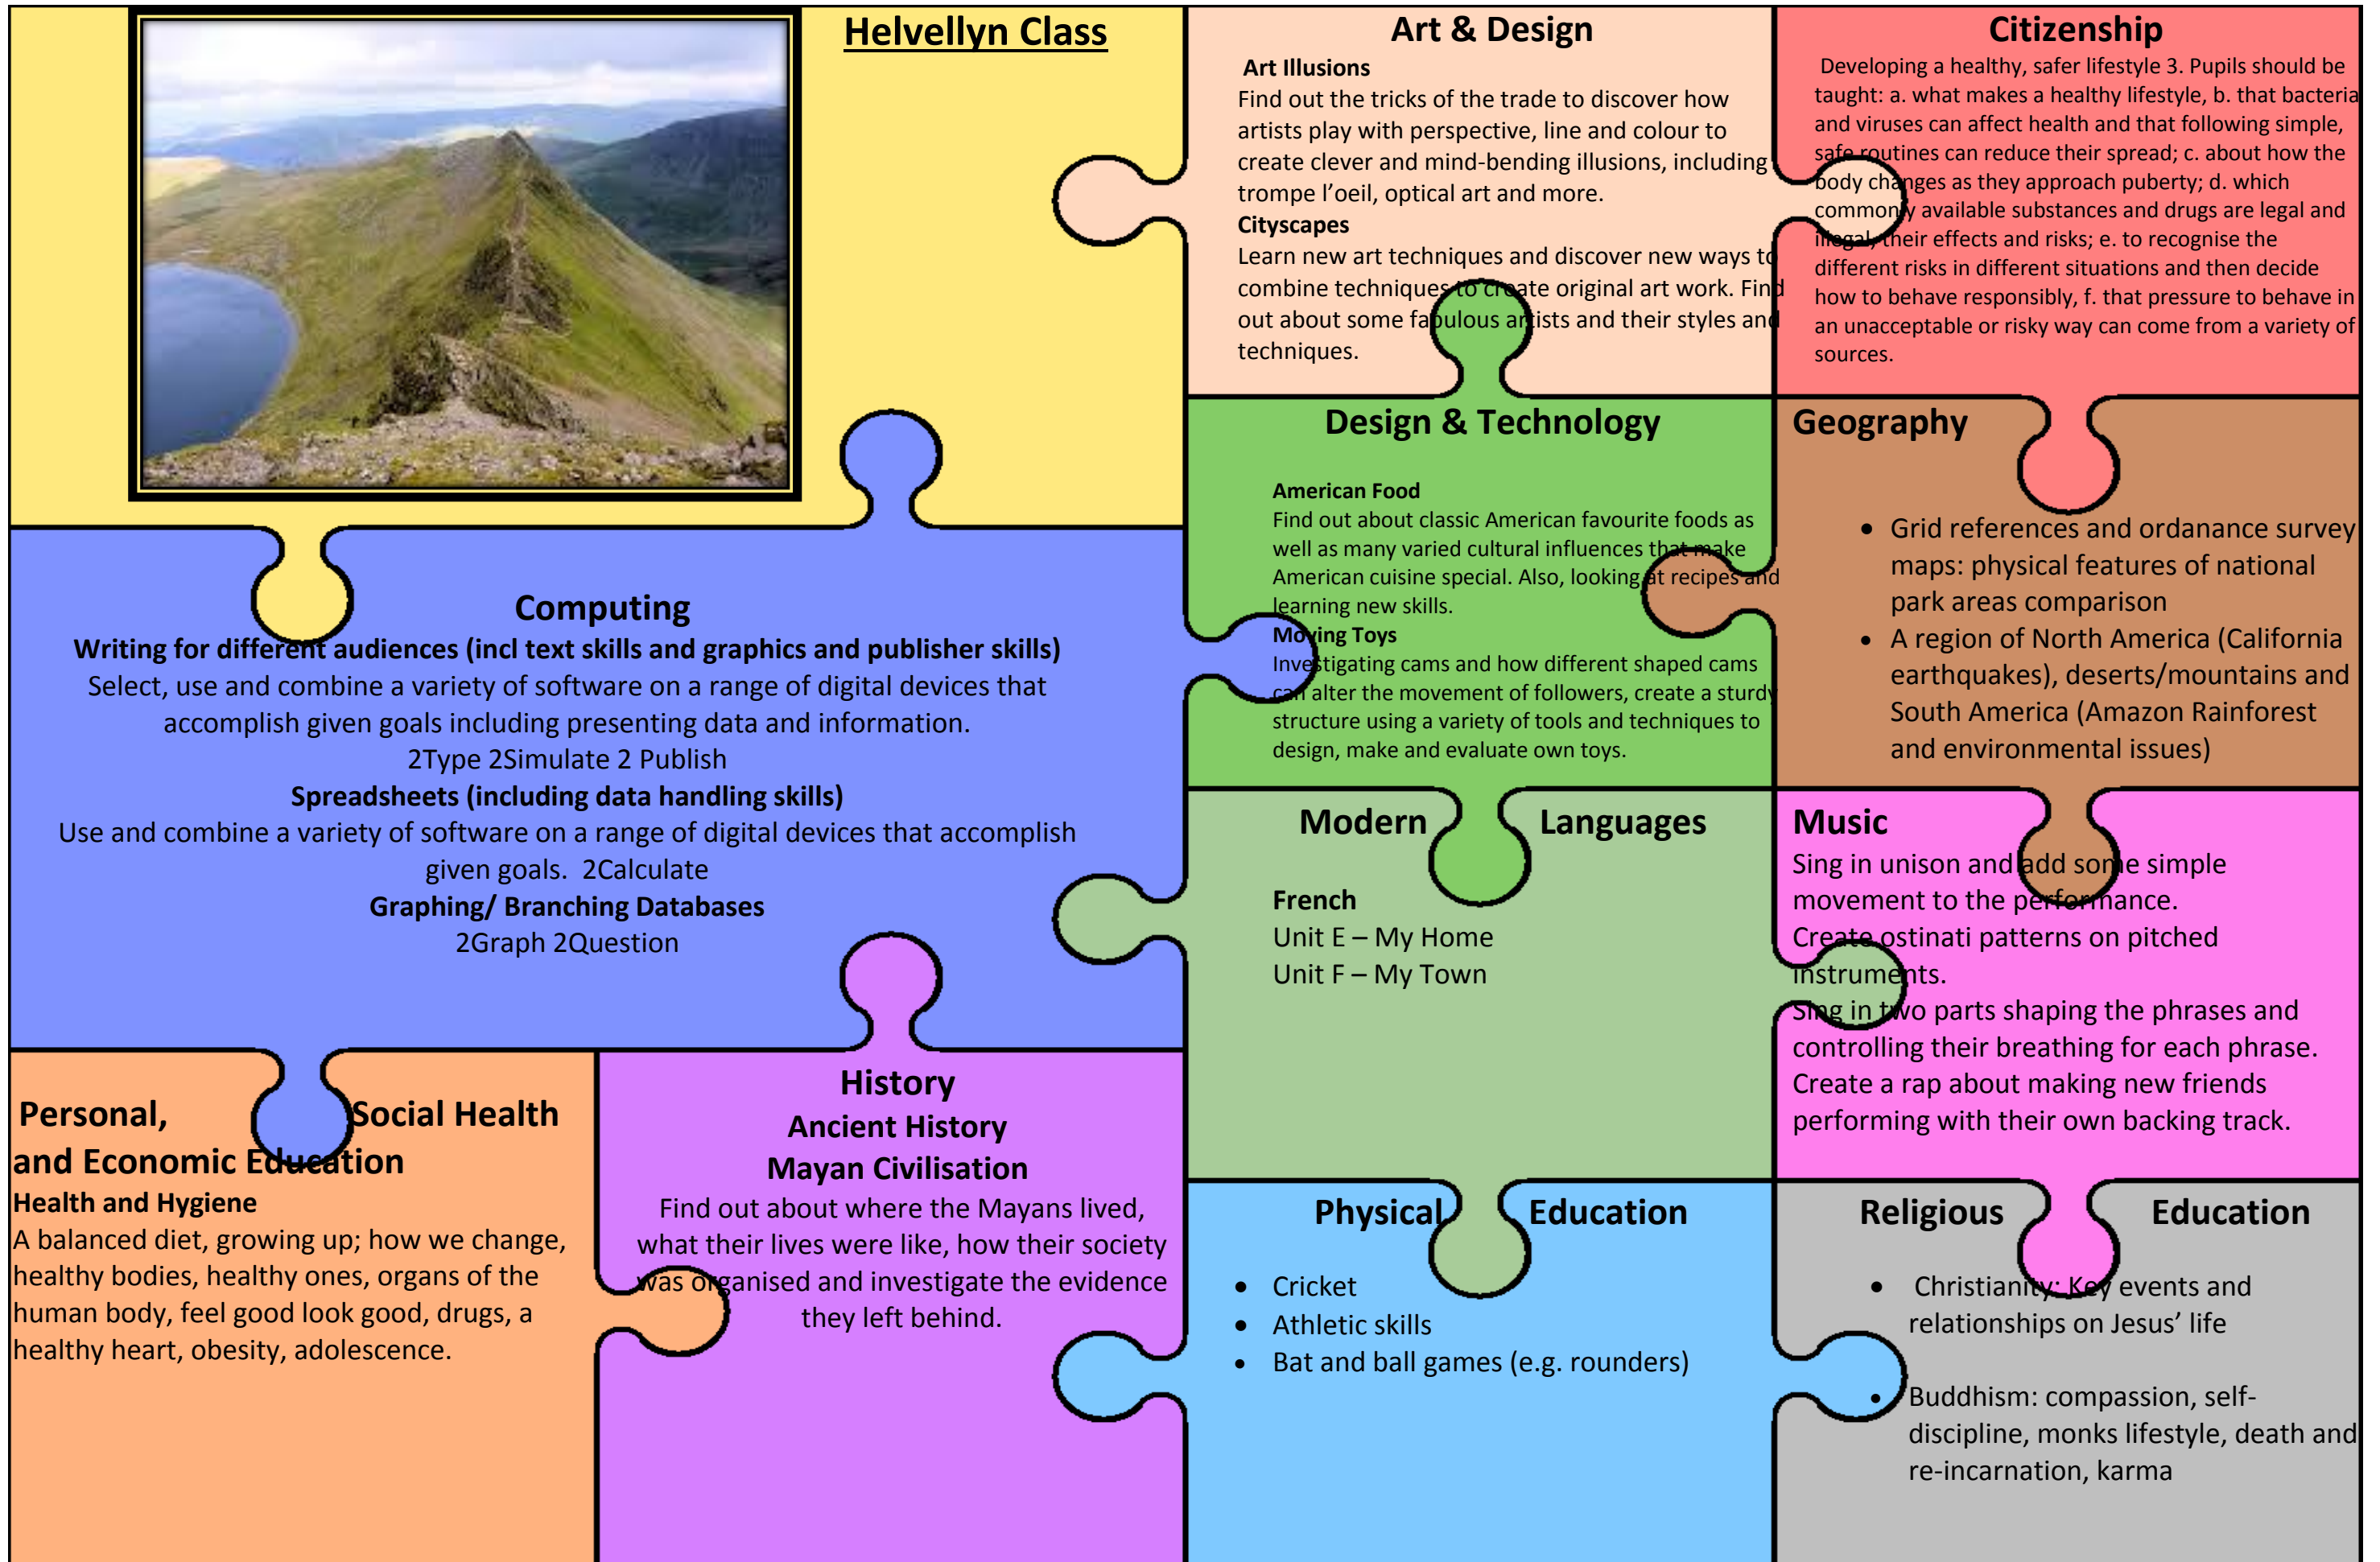 Helvellyn Class
Art & Design
Art Illusions
Find out the tricks of the trade to discover how
artists play with perspective, line and colour to
create clever and mind-bending illusions, including
trompe l’oeil, optical art and more.
Cityscapes
Learn new art techniques and discover new ways to
combine techniques to create original art work. Find
out about some fabulous artists and their styles and
techniques.
Citizenship
Developing a healthy, safer lifestyle 3. Pupils should be
taught: a. what makes a healthy lifestyle, b. that bacteria
and viruses can affect health and that following simple,
safe routines can reduce their spread; c. about how the
body changes as they approach puberty; d. which
commonly available substances and drugs are legal and
illegal, their effects and risks; e. to recognise the
different risks in different situations and then decide
how to behave responsibly, f. that pressure to behave in
an unacceptable or risky way can come from a variety of
sources.
Design & Technology
American Food
Find out about classic American favourite foods as
well as many varied cultural influences that make
American cuisine special. Also, looking at recipes and
learning new skills.
Moving Toys
Investigating cams and how different shaped cams
can alter the movement of followers, create a sturdy
structure using a variety of tools and techniques to
design, make and evaluate own toys.
Geography
• Grid references and ordanance survey
maps: physical features of national
park areas comparison
• A region of North America (California
earthquakes), deserts/mountains and
South America (Amazon Rainforest
and environmental issues)
Computing
Writing for different audiences (incl text skills and graphics and publisher skills)
Select, use and combine a variety of software on a range of digital devices that
accomplish given goals including presenting data and information.
2Type 2Simulate 2 Publish
Spreadsheets (including data handling skills)
Use and combine a variety of software on a range of digital devices that accomplish
given goals.  2Calculate
Graphing/ Branching Databases
2Graph 2Question
Modern Languages
French
Unit E – My Home
Unit F – My Town
Music
Sing in unison and add some simple
movement to the performance.
Create ostinati patterns on pitched
instruments.
Sing in two parts shaping the phrases and
controlling their breathing for each phrase.
Create a rap about making new friends
performing with their own backing track.
Personal, Social Health
and Economic Education
Health and Hygiene
A balanced diet, growing up; how we change,
healthy bodies, healthy ones, organs of the
human body, feel good look good, drugs, a
healthy heart, obesity, adolescence.
History
Ancient History
Mayan Civilisation
Find out about where the Mayans lived,
what their lives were like, how their society
was organised and investigate the evidence
they left behind.
Physical Education
• Cricket
• Athletic skills
• Bat and ball games (e.g. rounders)
Religious Education
• Christianity: Key events and
relationships on Jesus’ life
• Buddhism: compassion, self-
discipline, monks lifestyle, death and
re-incarnation, karma